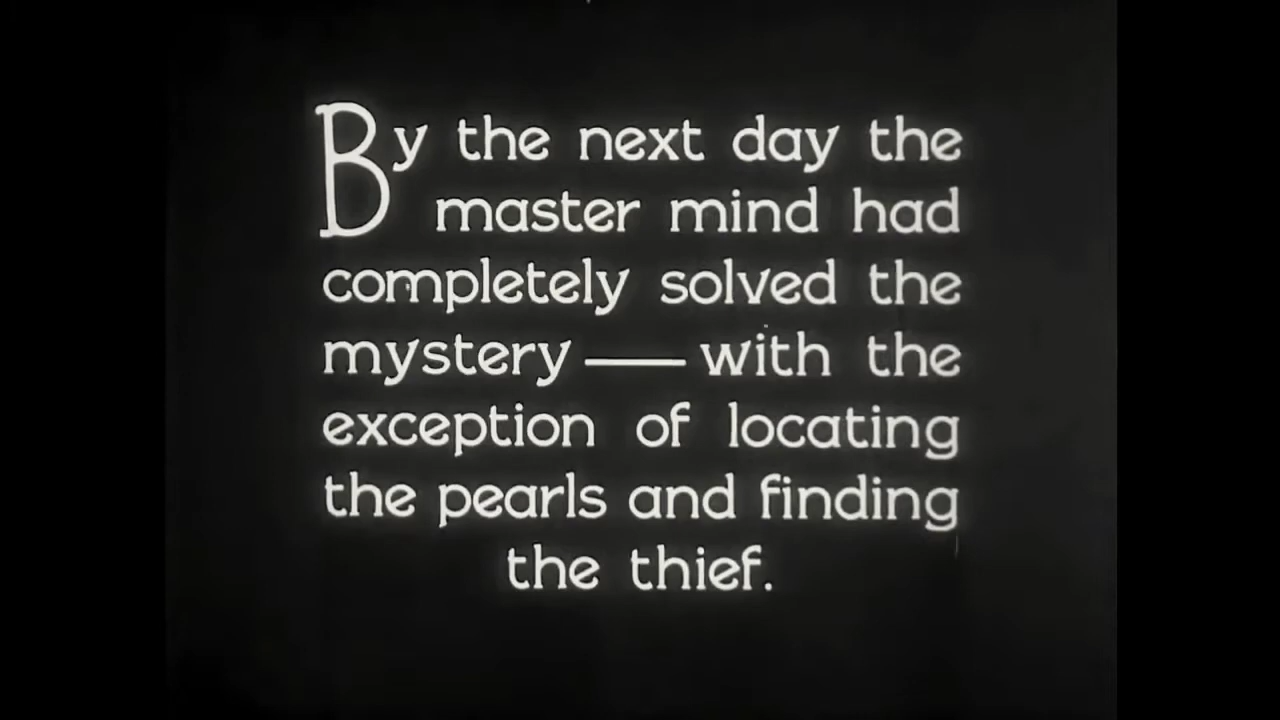 By the next day the
master mind had
completely solved the
mystery — with the
exception of locating
the pearls and finding
the thief.